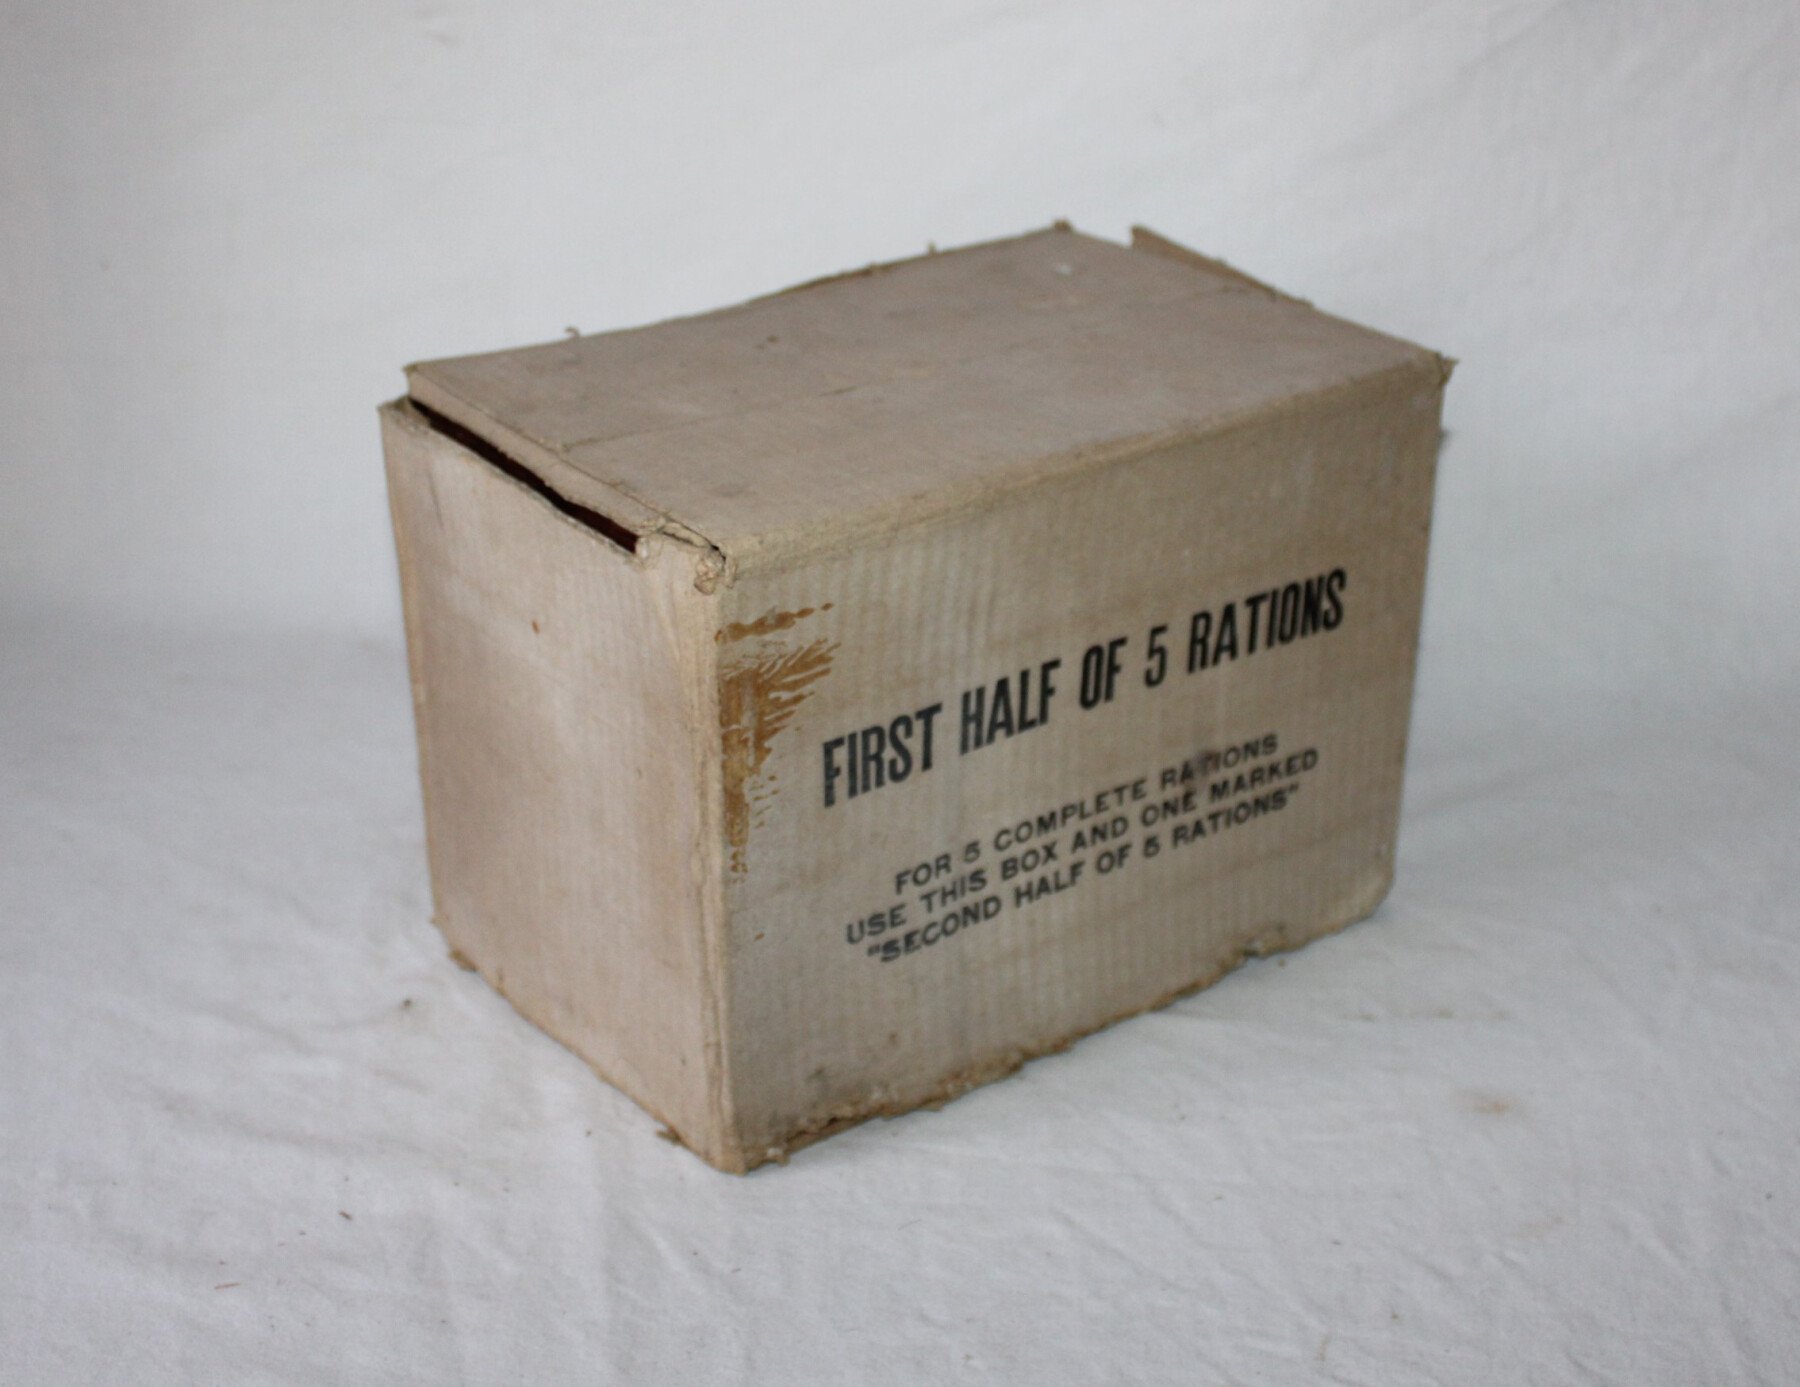 FIRST HALF OF 5 RATIONS
FOR 5 COMPLETE RATIONS
USE THIS BOX AND ONE MARKED
"SECOND HALF OF 5 RATIONS"